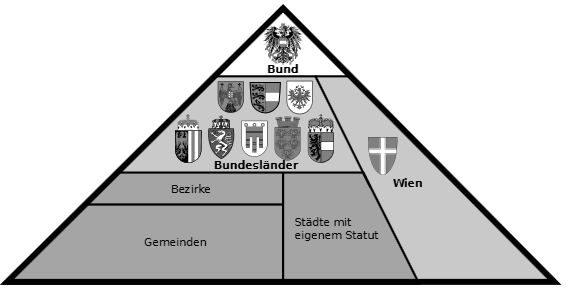 Bund
Bundesländer
Wien
Bezirke
Städte mit
eigenem Statut
Gemeinden